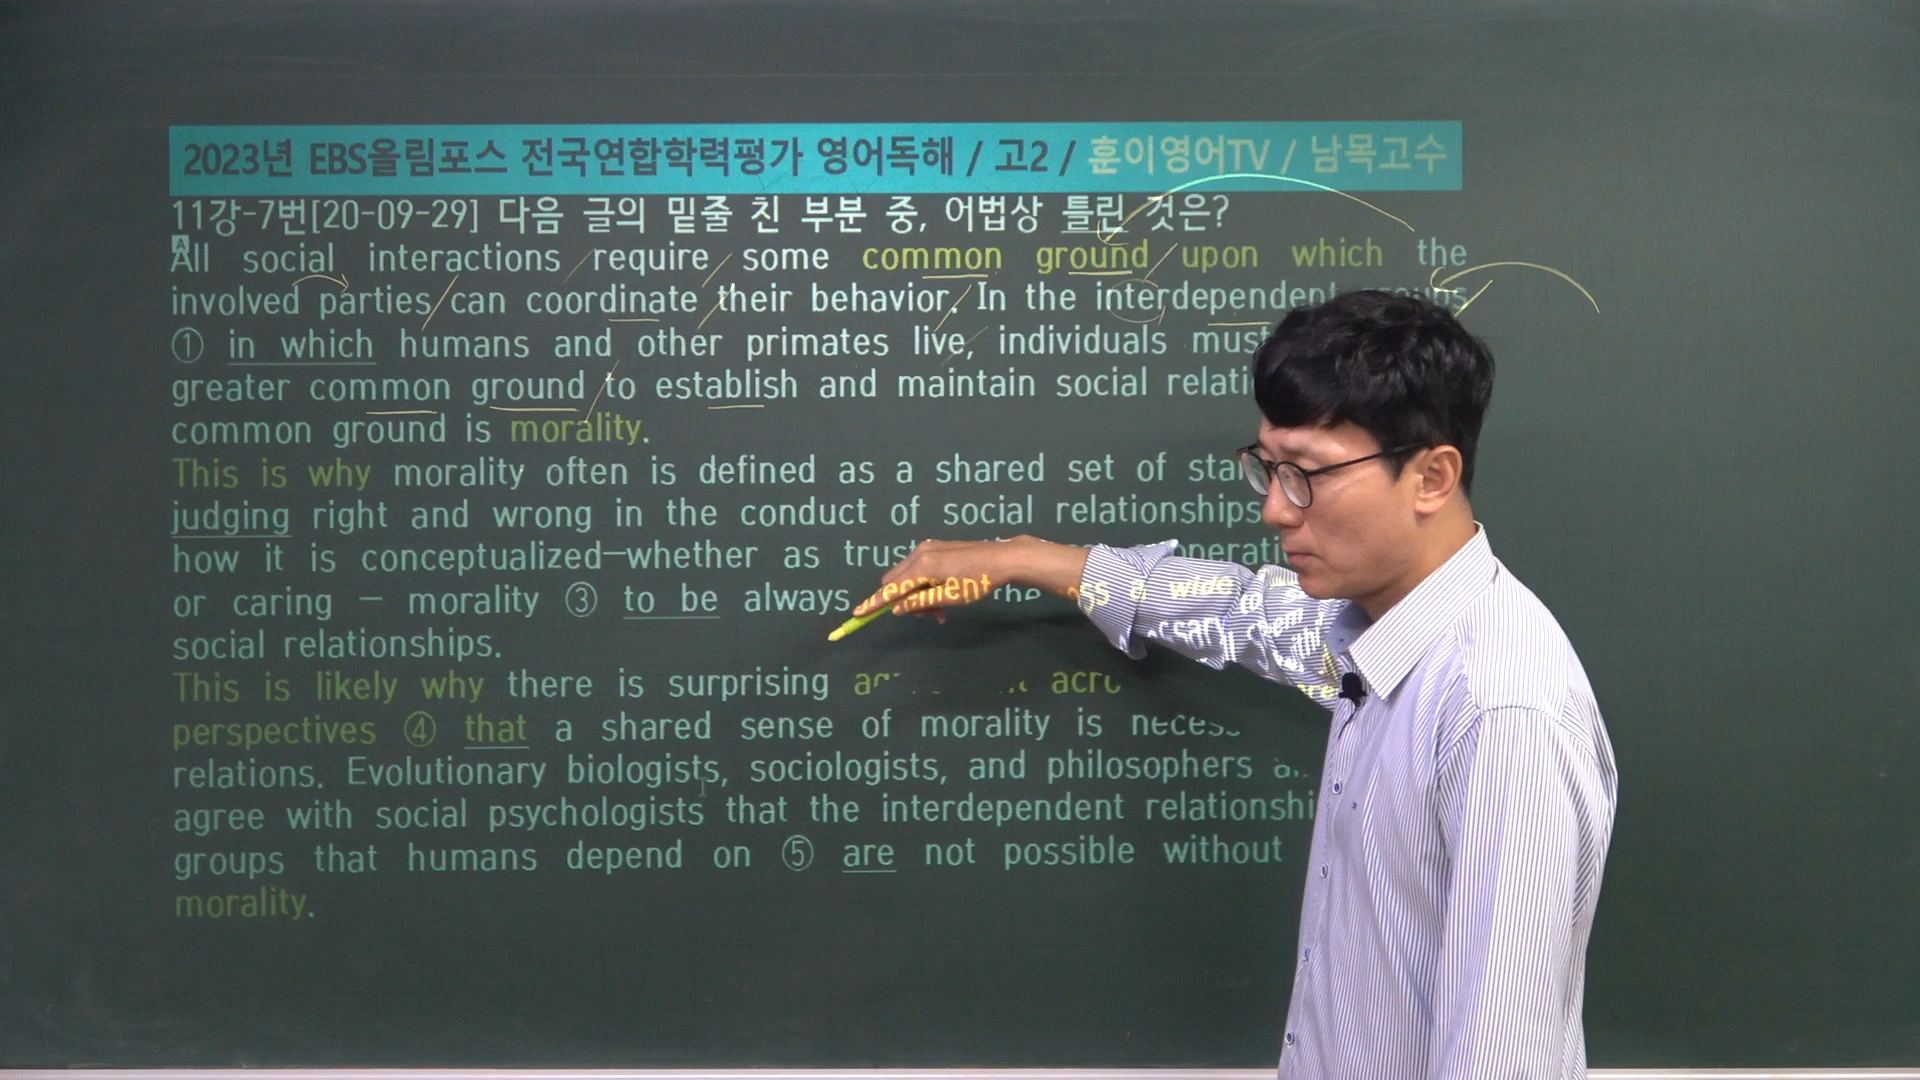 2023년 EBS올림포스 전국연합학력평가 영어독해 / 고2 / 훈이영어TV / 남목고수
11강-7번[20-09-29] 다음 글의 밑줄 친 부분 중, 어법상 틀린 것은?
All social interactions require some common ground upon which the
involved parties can coordinate their behavior. In the interdependent groups
① in which humans and other primates live, individuals must
greater common ground to establish and maintain social
common ground is morality.
This is why morality often is defined as a shared set of
judging right and wrong in the conduct of social relationships
how it is conceptualized—whether as
or caring – morality ③ to be always
social relationships.
This is likely why there is surprising
perspectives ④ that a shared sense of morality is
relations. Evolutionary biologists, sociologists, and philosophers
agree with social psychologists that the interdependent
groups that humans depend on ⑤ are not possible without
morality.